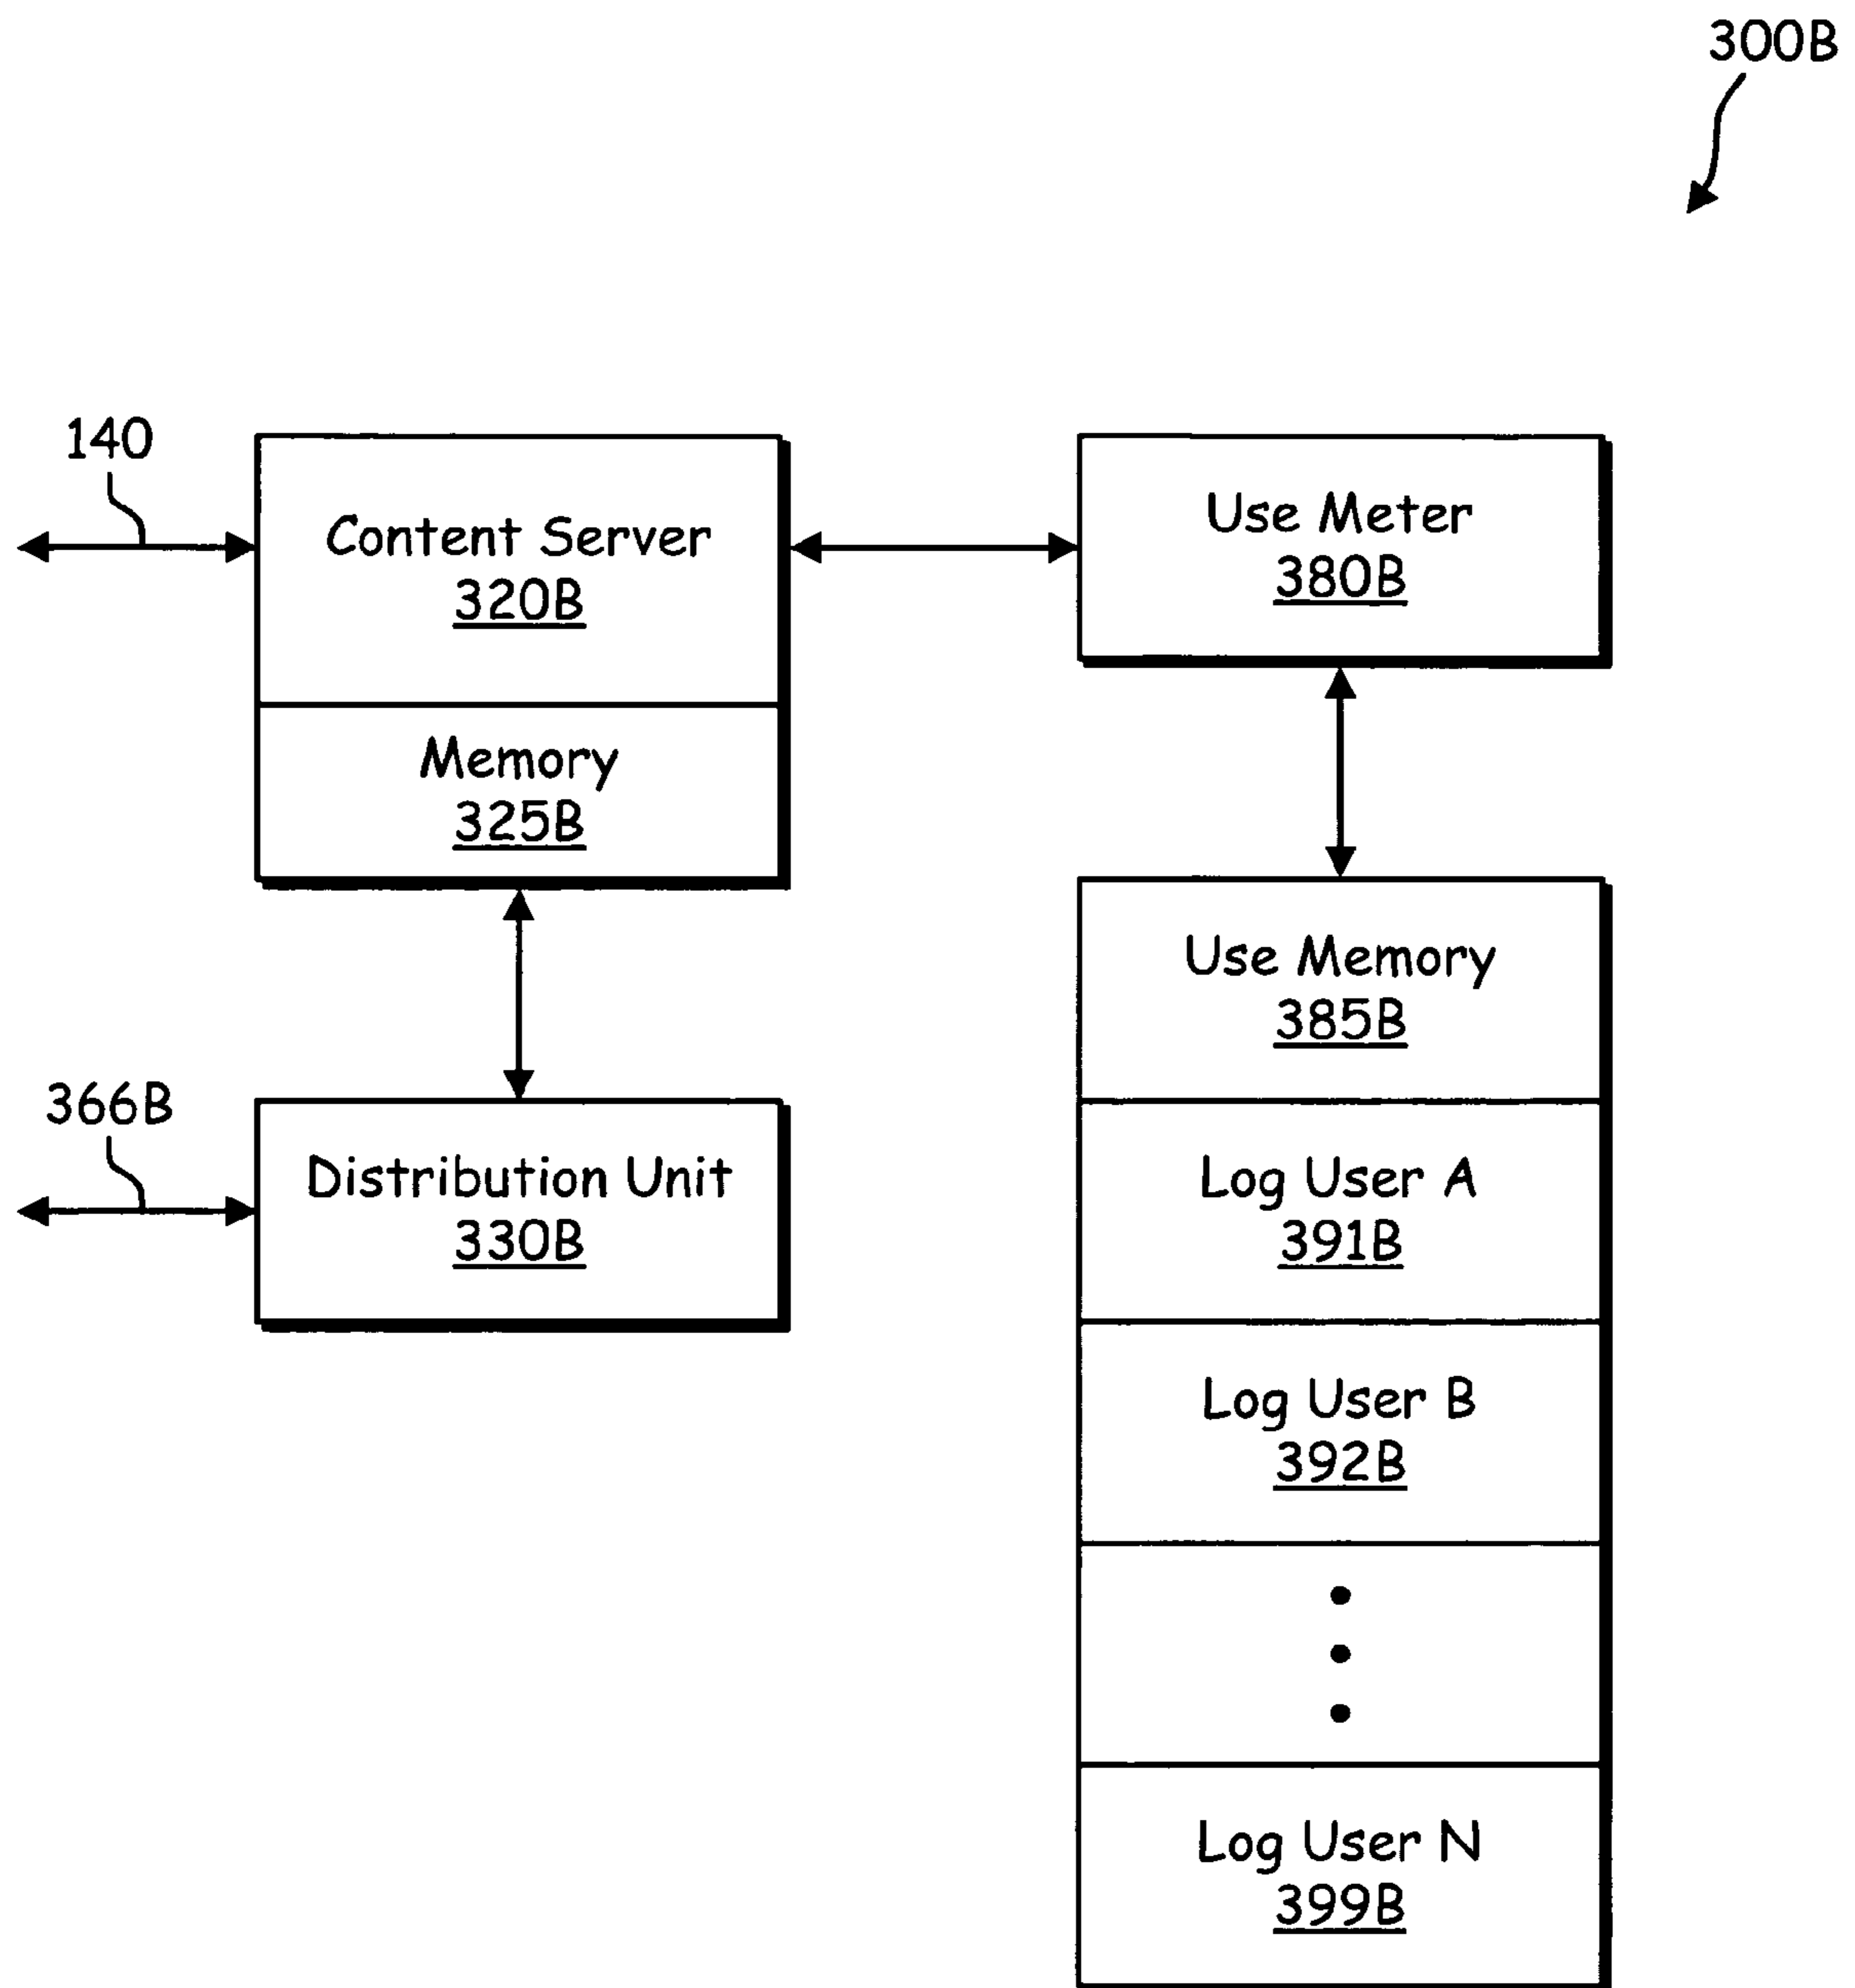 300B
140
Content Server
320B
Memory
325B
366B
Distribution Unit
330B
Use Meter
380B
Use Memory
385B
Log User A
391B
Log User B
392B
Log User N
399B